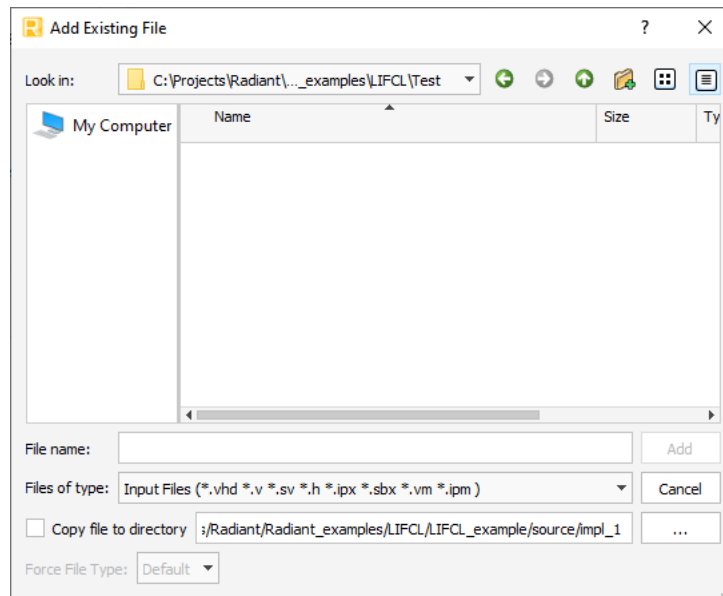 R Add Existing File ? X
Look in: C:\Projects\Radiant\..._examples\LIFCL\Test
My Computer Name Size Ty
File name: Add
Files of type: Input Files (*.vhd *.v *.sv *.h *.ipx *.sbx *.vm *.ipm ) Cancel
Copy file to directory ;/Radiant/Radiant_examples/LIFCL/LIFCL_example/source/impl_1 ...
Force File Type: Default